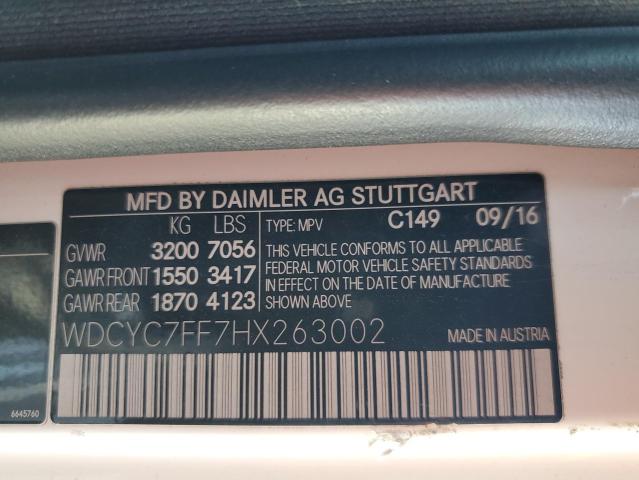 MFD BY DAIMLER AG STUTTGART
KG LBS TYPE: MPV C149 09/16
GVWR 3200 7056
GAWR FRONT 1550 3417
GAWR REAR 1870 4123
THIS VEHICLE CONFORMS TO ALL APPLICABLE
FEDERAL MOTOR VEHICLE SAFETY STANDARDS
IN EFFECT ON THE DATE OF MANUFACTURE
SHOWN ABOVE:
WDCYC7FF7HX263002
MADE IN AUSTRIA
6645760